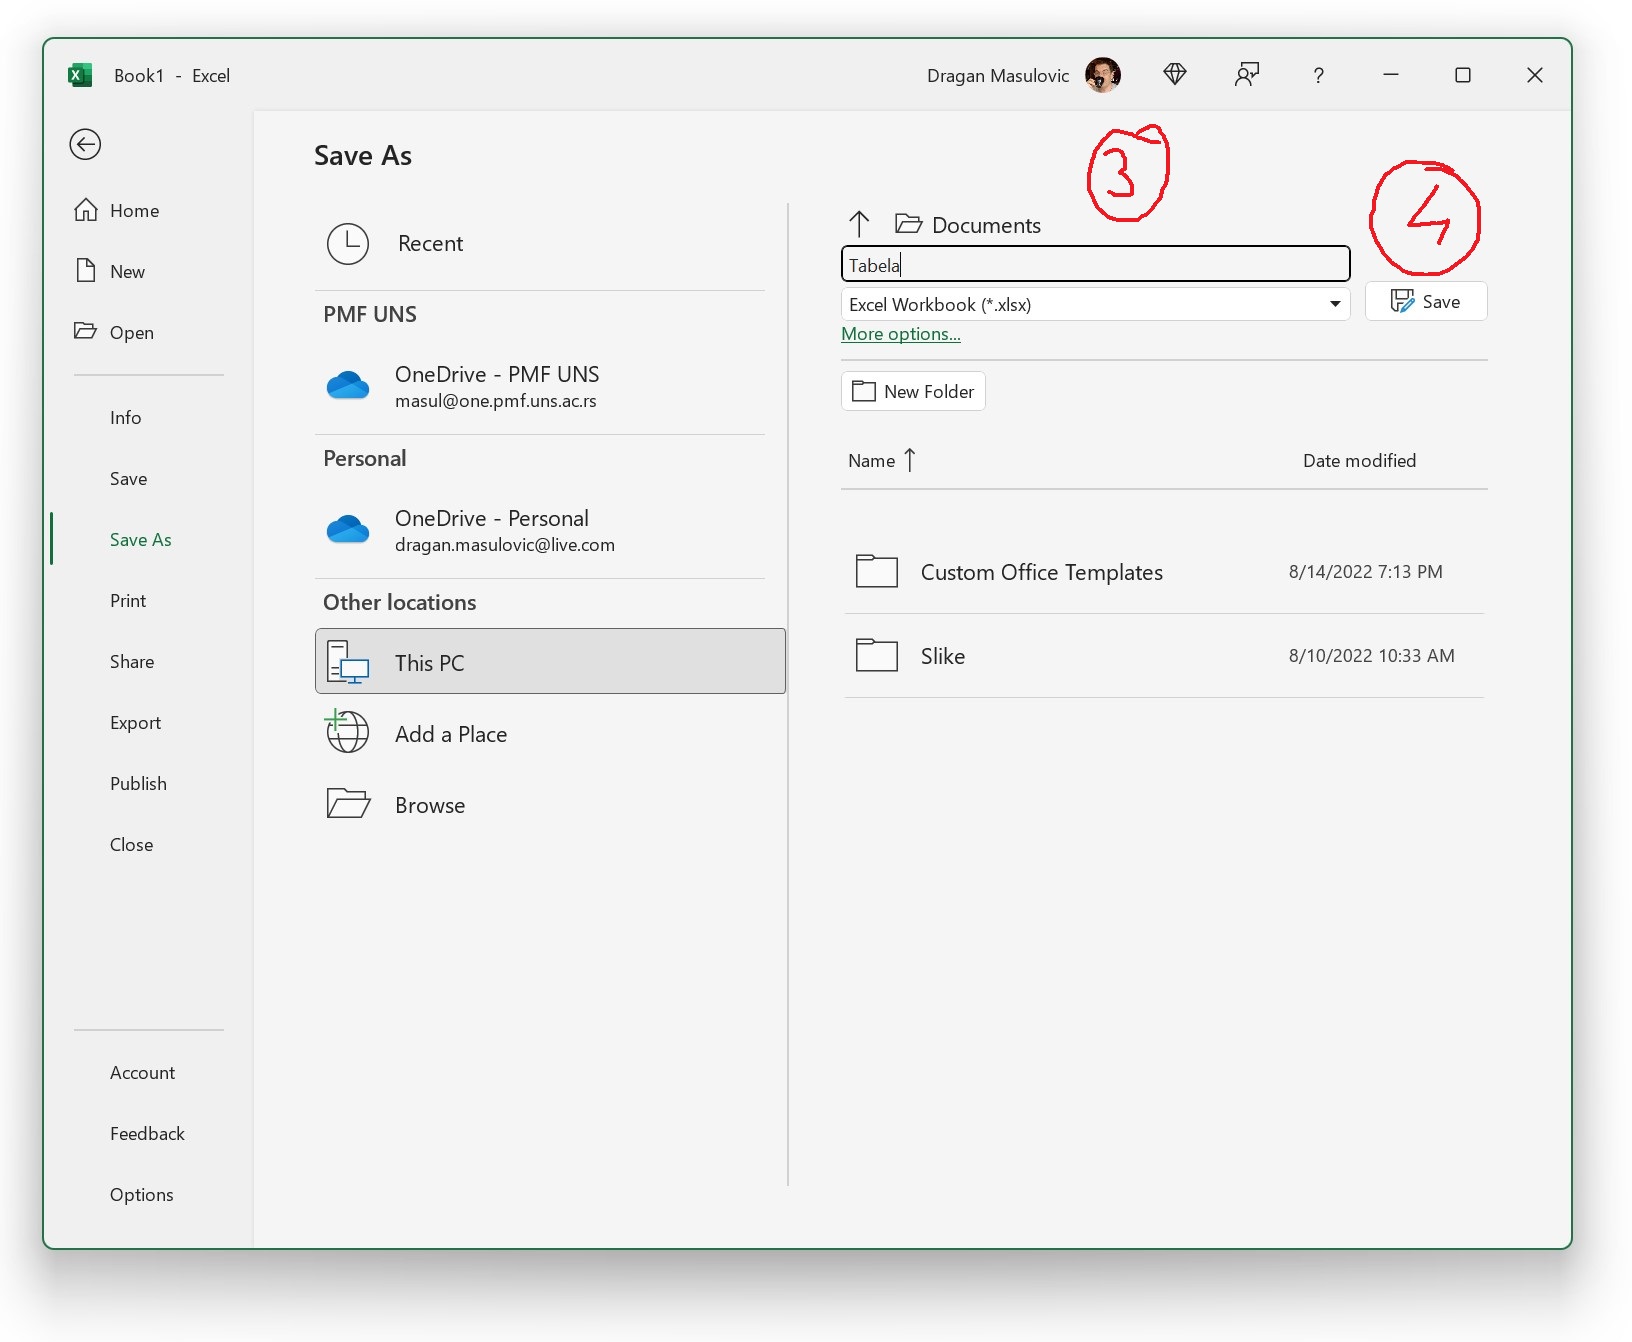 Book1 - Excel
Dragan Masulovic
?
Home
New
Open
Info
Save
Save As
Print
Share
Export
Publish
Close
Account
Feedback
Options
Save As
Recent
PMF UNS
OneDrive - PMF UNS
masul@one.pmf.uns.ac.rs
Personal
OneDrive - Personal
dragan.masulovic@live.com
Other locations
This PC
Add a Place
Browse
3
4
Documents
Tabela
Excel Workbook (*.xlsx)
Save
More options...
New Folder
Name Date modified
Custom Office Templates 8/14/2022 7:13 PM
Slike 8/10/2022 10:33 AM